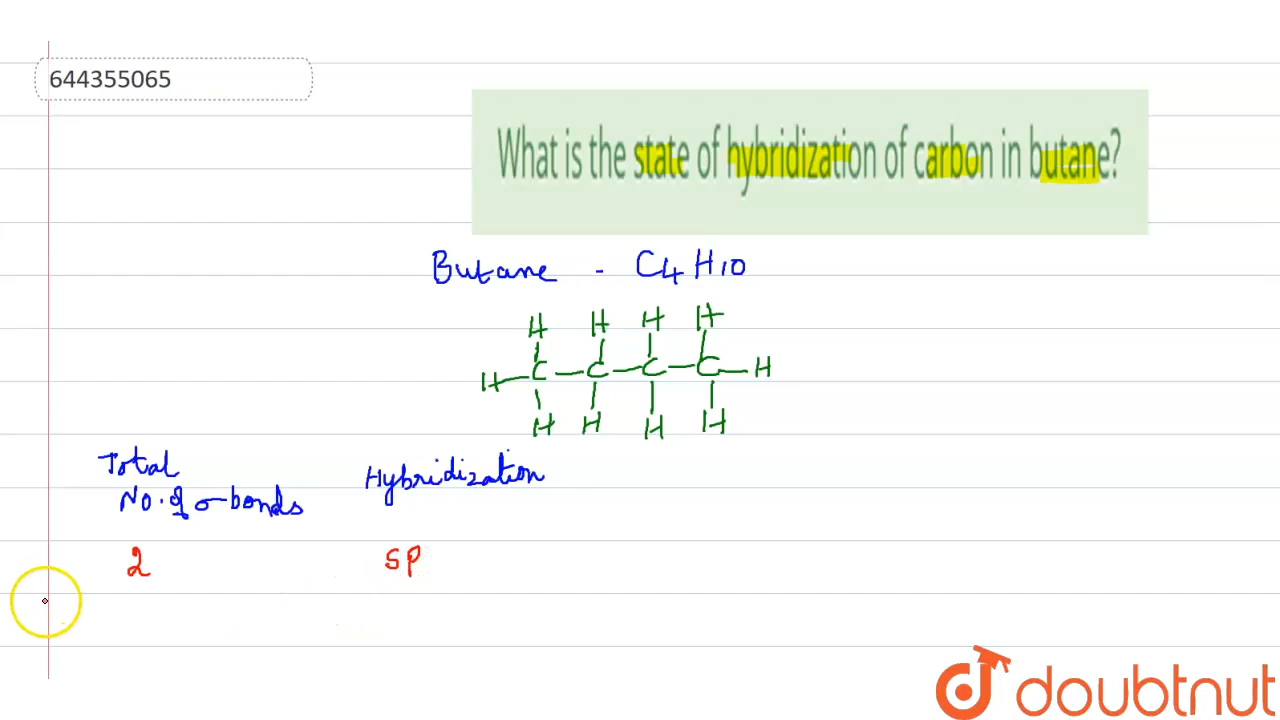 644355065
What is the state of hybridization of carbon in butane?
Butane - C4H10
H H H H
H - C - C - C - C - H
H H H H
Total
No. of σ-bonds
Hybridization
2 SP
doubtnut